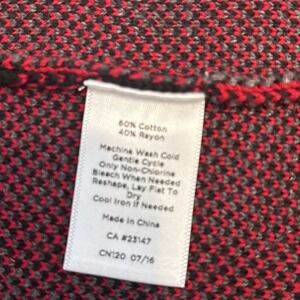 60% Cotton
40% Rayon
Machine Wash Cold
Gentle Cycle
Only Non-Chlorine
Bleach When Needed
Reshape, Lay Flat To
Dry
Cool Iron If Needed
Made in China
CA #23147
CN120 07/16